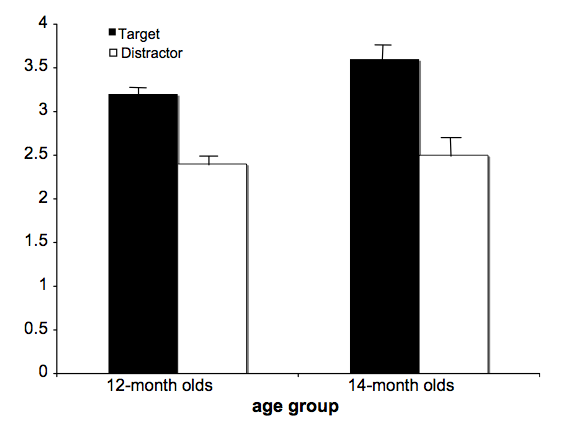 4
Target
Distractor
3.5
3
2.5
2
1.5
1
0.5
0
12-month olds
14-month olds
age group